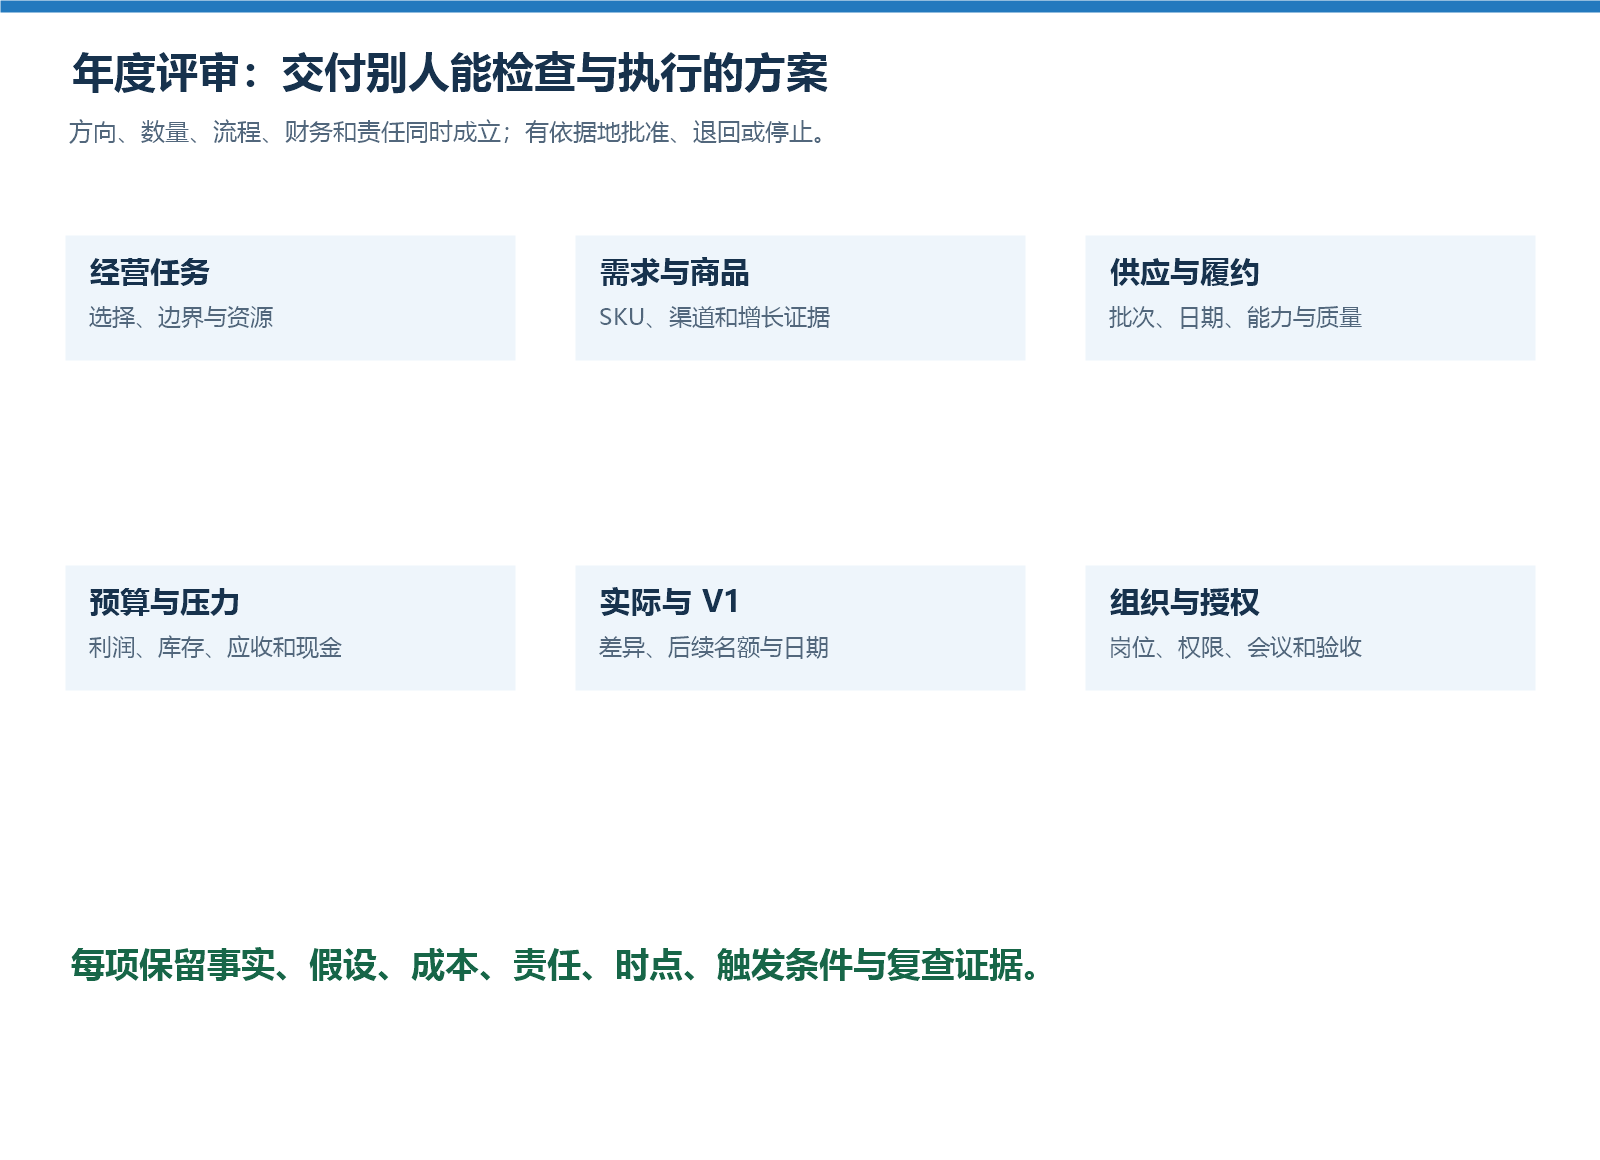 年度评审：交付别人能检查与执行的方案
方向、数量、流程、财务和责任同时成立；有依据地批准、退回或停止。
经营任务
选择、边界与资源
需求与商品
SKU、渠道和增长证据
供应与履约
批次、日期、能力与质量
预算与压力
利润、库存、应收和现金
实际与 V1
差异、后续名额与日期
组织与授权
岗位、权限、会议和验收
每项保留事实、假设、成本、责任、时点、触发条件与复查证据。